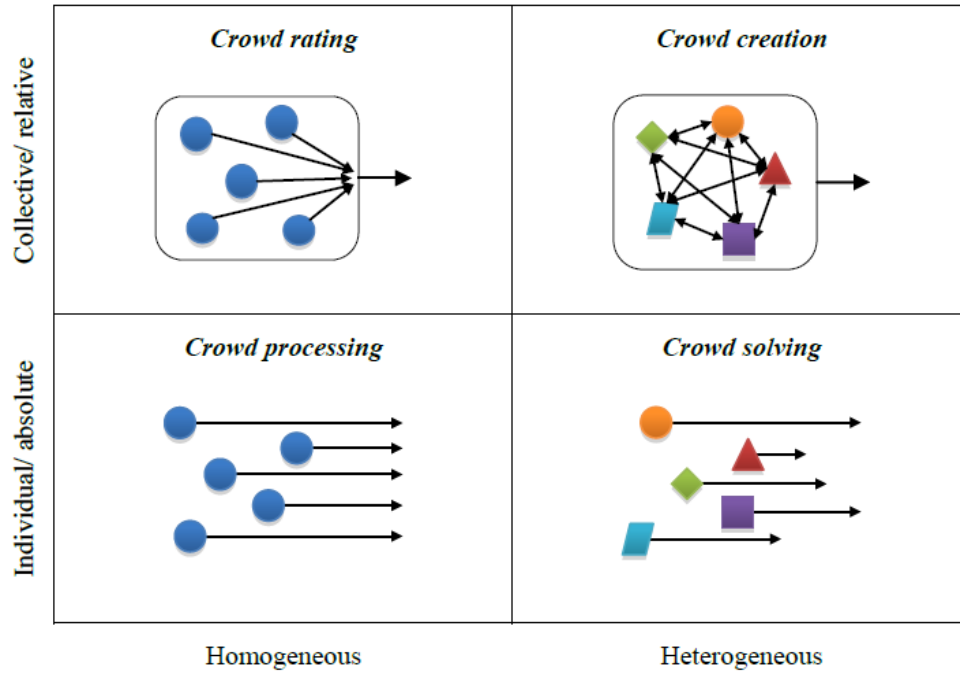 Collective/ relative
Crowd rating
Crowd creation
Individual/ absolute
Crowd processing
Crowd solving
Homogeneous
Heterogeneous